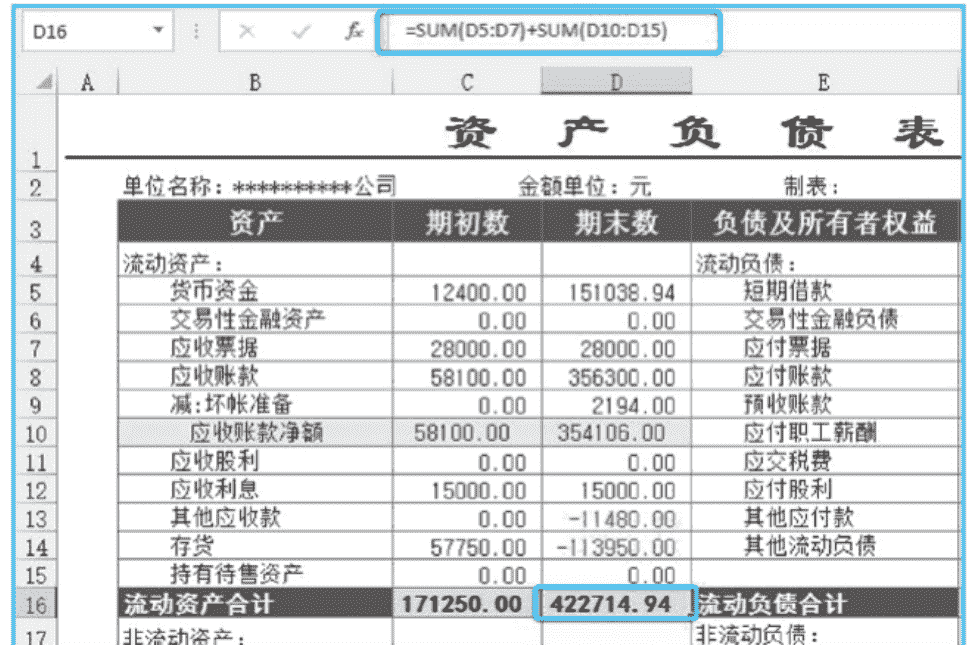 D16 fx =SUM(D5:D7)+SUM(D10:D15)
A B C D E
1 资产负债表
2 单位名称：**********公司 金额单位：元 制表：
3 资产 期初数 期末数 负债及所有者权益
4 流动资产： 流动负债：
5 货币资金 12400.00 151038.94 短期借款
6 交易性金融资产 0.00 0.00 交易性金融负债
7 应收票据 28000.00 28000.00 应付票据
8 应收账款 58100.00 356300.00 应付账款
9 减:坏帐准备 0.00 2194.00 预收账款
10 应收账款净额 58100.00 354106.00 应付职工薪酬
11 应收股利 0.00 0.00 应交税费
12 应收利息 15000.00 15000.00 应付股利
13 其他应收款 0.00 -11480.00 其他应付款
14 存货 57750.00 -113950.00 其他流动负债
15 持有待售资产 0.00 0.00
16 流动资产合计 171250.00 422714.94 流动负债合计
17 非流动资产： 非流动负债：